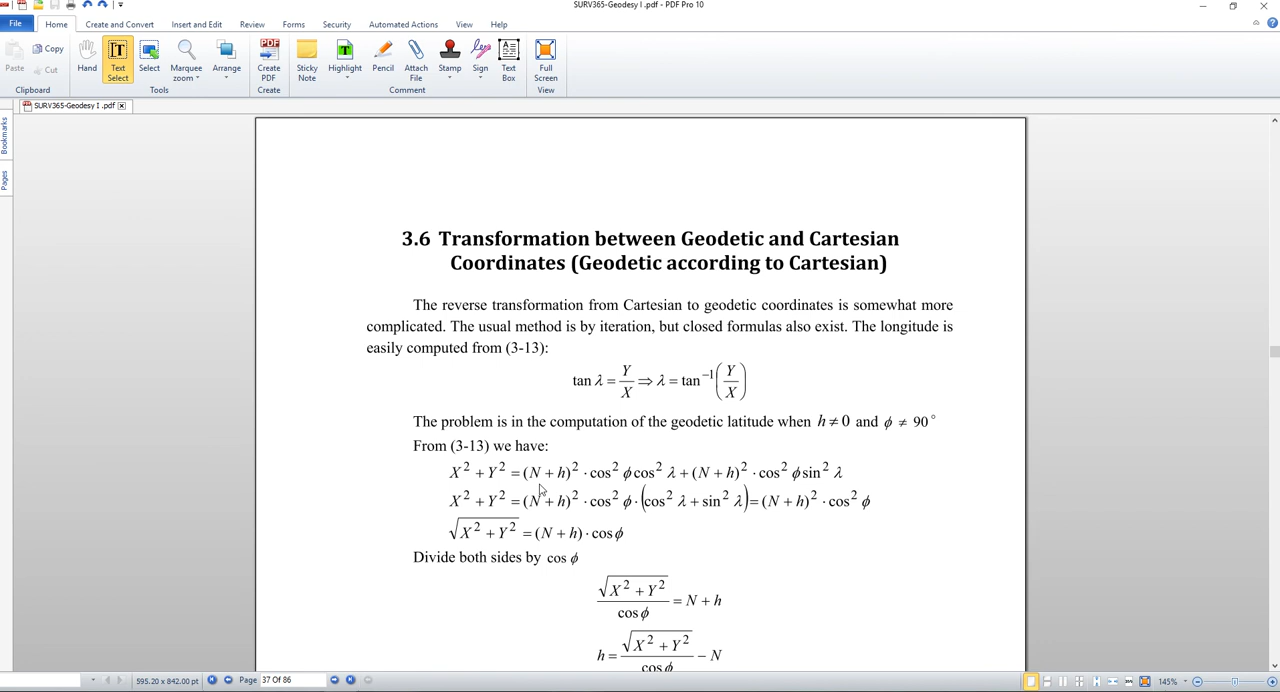 SURV365-Geodesy I .pdf - PDF Pro 10
File Home Create and Convert Insert and Edit Review Forms Security Automated Actions View Help
Paste Copy Cut Hand Text Select Select Marquee zoom Arrange Create PDF Sticky Note Highlight Pencil Attach File Stamp Sign Text Box Full Screen
Clipboard Tools Create Comment View
SURV365-Geodesy I .pdf
Bookmarks
Pages
3.6 Transformation between Geodetic and Cartesian
Coordinates (Geodetic according to Cartesian)
The reverse transformation from Cartesian to geodetic coordinates is somewhat more
complicated. The usual method is by iteration, but closed formulas also exist. The longitude is
easily computed from (3-13):
tan λ = Y/X ⇒ λ = tan⁻¹(Y/X)
The problem is in the computation of the geodetic latitude when h ≠ 0 and ϕ ≠ 90°
From (3-13) we have:
X² + Y² = (N + h)² · cos² ϕ cos² λ + (N + h)² · cos² ϕ sin² λ
X² + Y² = (N + h)² · cos² ϕ · (cos² λ + sin² λ) = (N + h)² · cos² ϕ
√(X² + Y²) = (N + h) · cos ϕ
Divide both sides by cos ϕ
√(X² + Y²) / cos ϕ = N + h
h = √(X² + Y²) / cos ϕ − N
595.20 x 842.00 pt Page 37 Of 86 145%